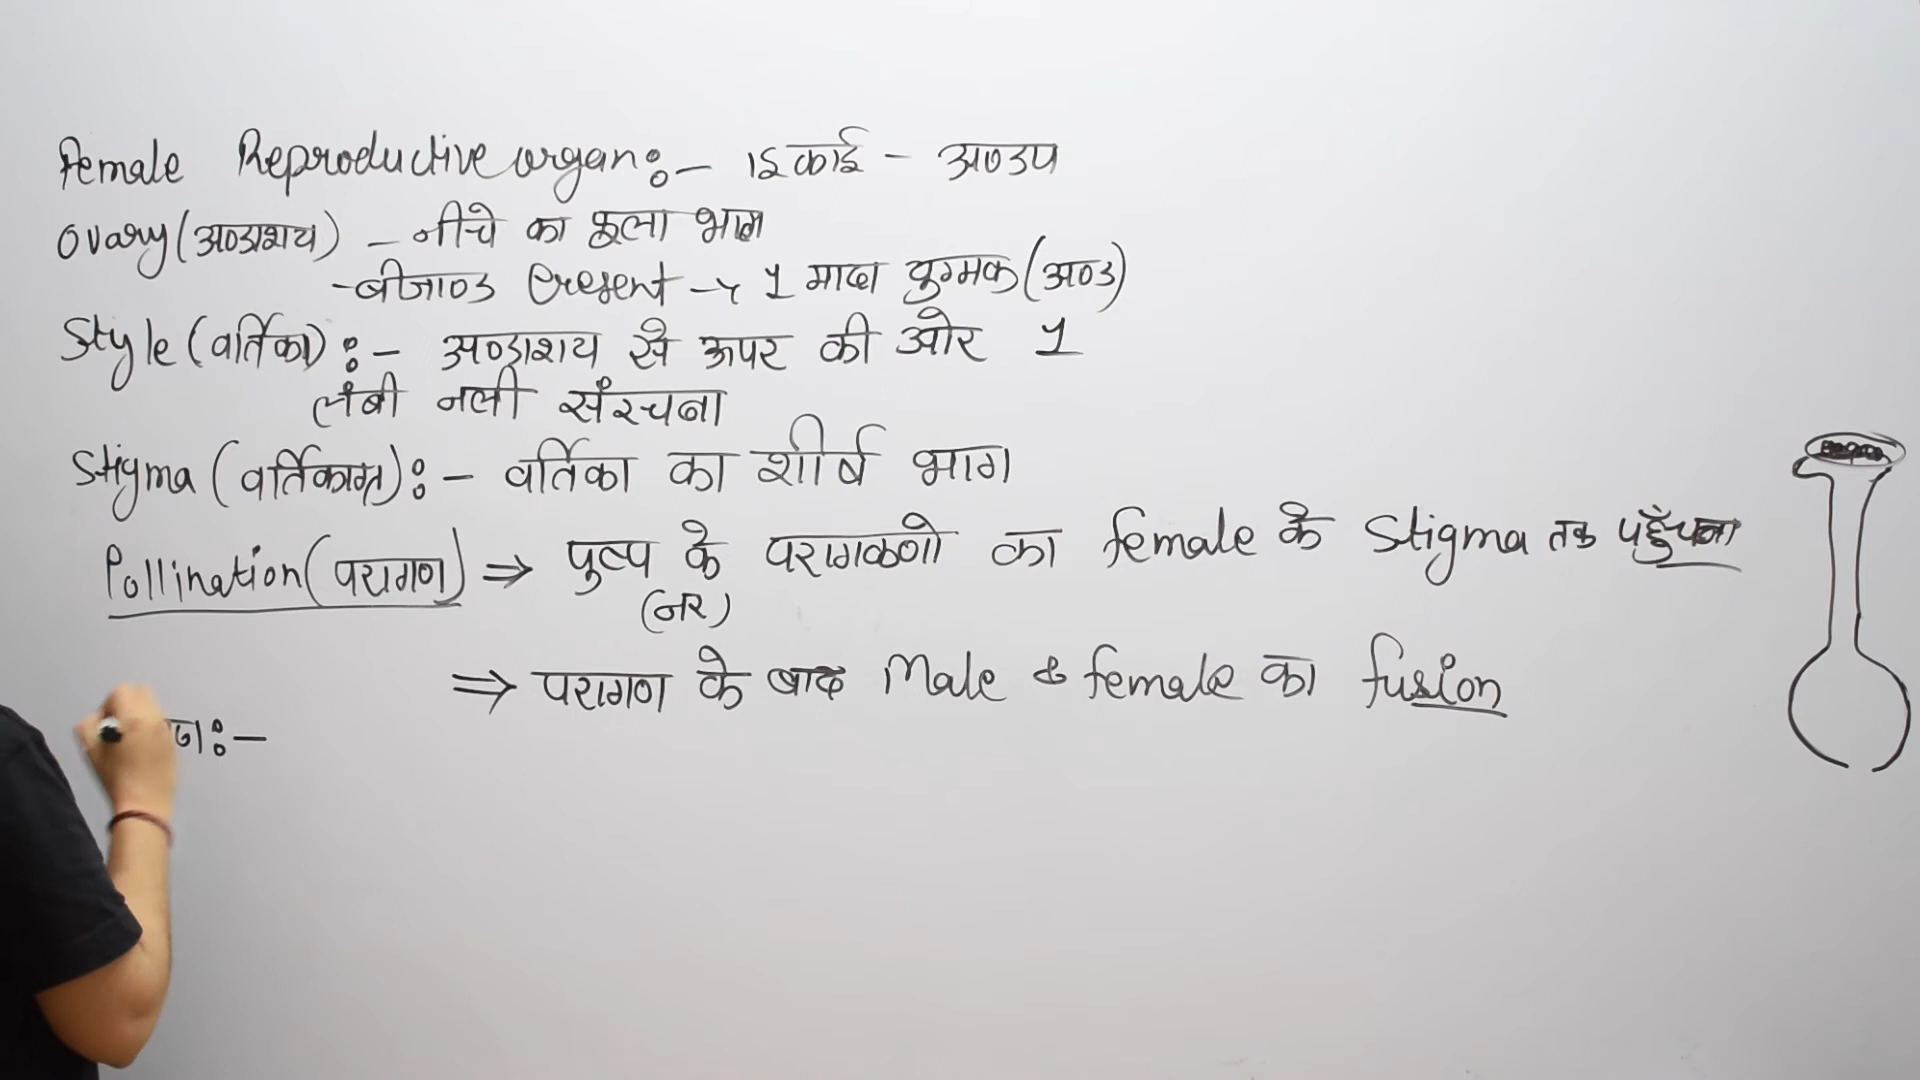 Female Reproductive organ:- इकाई - अण्डप
Ovary (अण्डाशय) - नीचे का फूला भाग
- बीजाण्ड Present → 1 मादा युग्मक (अण्ड)
Style (वर्तिका) :- अण्डाशय से ऊपर की ओर 1
लंबी नली संरचना
Stigma (वर्तिकाग्र) :- वर्तिका का शीर्ष भाग
Pollination (परागण) ⇒ पुष्प के परागकणो का female के Stigma तक पहुँचना
(नर)
⇒ परागण के बाद Male & female का fusion
:-